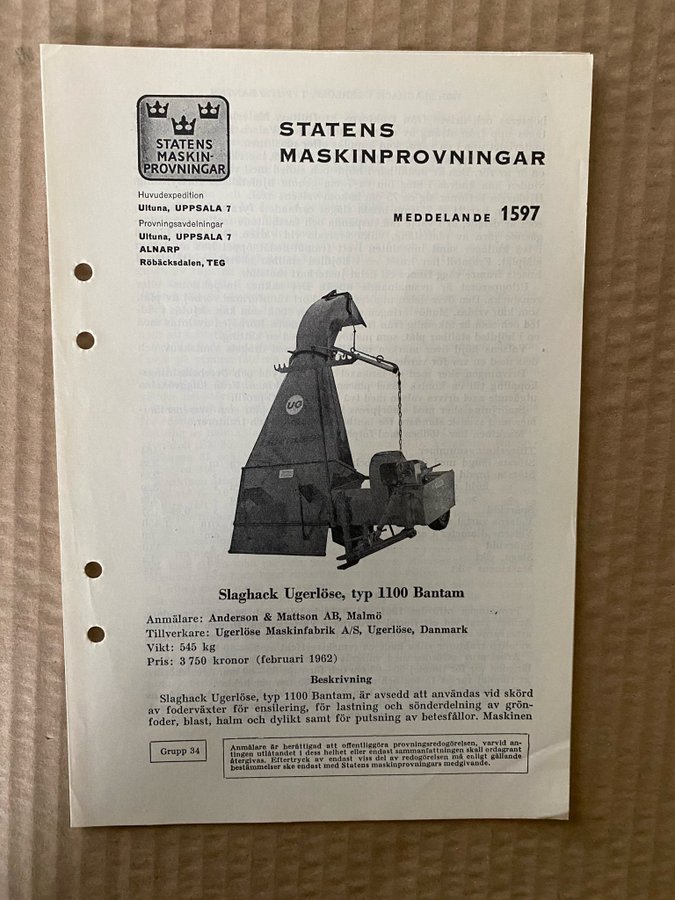 STATENS
MASKIN-
PROVNINGAR
STATENS
MASKINPROVNINGAR
Huvudexpedition
Ultuna, UPPSALA 7
Provningsavdelningar
Ultuna, UPPSALA 7
ALNARP
Röbäcksdalen, TEG
MEDDELANDE 1597
UG
Slaghack Ugerlöse, typ 1100 Bantam
Anmälare: Anderson & Mattson AB, Malmö
Tillverkare: Ugerlöse Maskinfabrik A/S, Ugerlöse, Danmark
Vikt: 545 kg
Pris: 3 750 kronor (februari 1962)
Beskrivning
Slaghack Ugerlöse, typ 1100 Bantam, är avsedd att användas vid skörd
av foderväxter för ensilering, för lastning och sönderdelning av grön-
foder, blast, halm och dylikt samt för putsning av betesfållor. Maskinen
Grupp 34
Anmälare är berättigad att offentliggöra provningsredogörelsen, varvid an-
tingen utlåtandet i dess helhet eller endast sammanfattningen skall ordagrant
återgivas. Eftertryck av endast viss del av redogörelsen må enligt gällande
bestämmelser ske endast med Statens maskinprovningars medgivande.